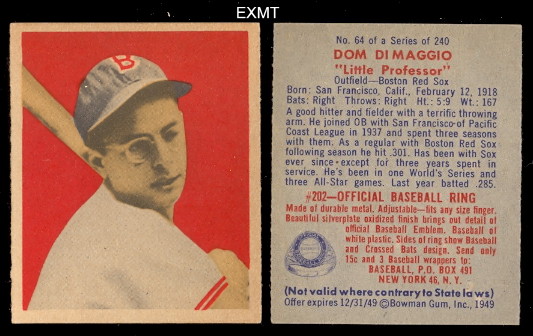 EXMT
B
No. 64 of a Series of 240
DOM DI MAGGIO
"Little Professor"
Outfield—Boston Red Sox
Born: San Francisco, Calif., February 12, 1918
Bats: Right Throws: Right Ht.: 5:9 Wt.: 167
A good hitter and fielder with a terrific throwing
arm. He joined OB with San Francisco of Pacific
Coast League in 1937 and spent three seasons
with them. As a regular with Boston Red Sox
following season he hit .301. Has been with Sox
ever since except for three years spent in
service. He's been in one World's Series and
three All-Star games. Last year batted .285.
#202—OFFICIAL BASEBALL RING
Made of durable metal. Adjustable—fits any size finger.
Beautiful silverplate oxidized finish brings out detail of
official Baseball Emblem. Baseball of
white plastic. Sides of ring show Baseball
and Crossed Bats design. Send only
15c and 3 Baseball wrappers to:
BASEBALL, P.O. BOX 491
NEW YORK 46, N. Y.
(Not valid where contrary to State laws)
Offer expires 12/31/49 ©Bowman Gum, Inc., 1949